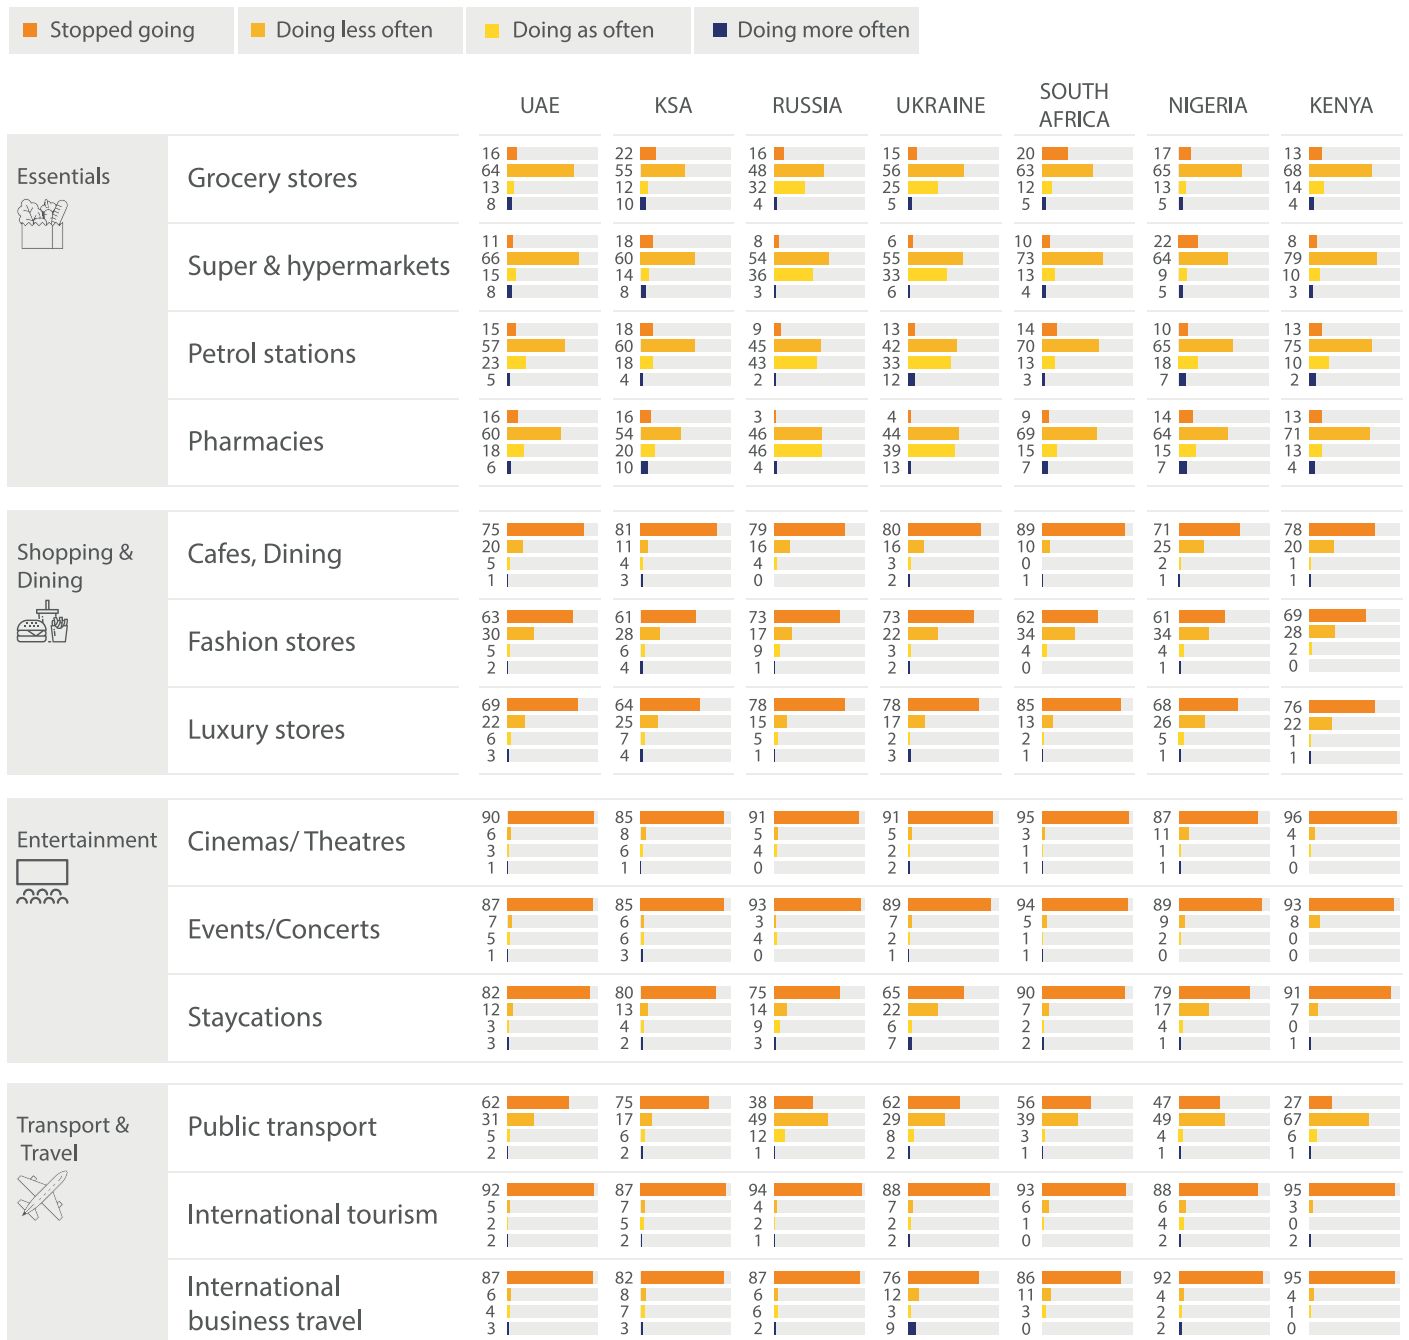 Stopped going Doing less often Doing as often Doing more often
UAE KSA RUSSIA UKRAINE SOUTH AFRICA NIGERIA KENYA
Essentials
Grocery stores
16 22 16 15 20 17 13
64 55 48 56 63 65 68
13 12 32 25 12 13 14
8 10 4 5 5 5 4
Super & hypermarkets
11 18 8 6 10 22 8
66 60 54 55 73 64 79
15 14 36 33 13 9 10
8 8 3 6 4 5 3
Petrol stations
15 18 9 13 14 10 13
57 60 45 42 70 65 75
23 18 43 33 13 18 10
5 4 2 12 3 7 2
Pharmacies
16 16 3 4 9 14 13
60 54 46 44 69 64 71
18 20 46 39 15 15 13
6 10 4 13 7 7 4
Shopping &
Dining
Cafes, Dining
75 81 79 80 89 71 78
20 11 16 16 10 25 20
5 4 4 3 0 2 1
1 3 0 2 1 1 1
Fashion stores
63 61 73 73 62 61 69
30 28 17 22 34 34 28
5 6 9 3 4 4 2
2 4 1 2 0 1 0
Luxury stores
69 64 78 78 85 68 76
22 25 15 17 13 26 22
6 7 5 2 2 5 1
3 4 1 3 1 1 1
Entertainment
Cinemas/ Theatres
90 85 91 91 95 87 96
6 8 5 5 3 11 4
3 6 4 2 1 1 1
1 1 0 2 1 1 0
Events/Concerts
87 85 93 89 94 89 93
7 6 3 7 5 9 8
5 6 4 2 1 2 0
1 3 0 1 1 0 0
Staycations
82 80 75 65 90 79 91
12 13 14 22 7 17 7
3 4 9 6 2 4 0
3 2 3 7 2 1 1
Transport &
Travel
Public transport
62 75 38 62 56 47 27
31 17 49 29 39 49 67
5 6 12 8 3 4 6
2 2 1 2 1 1 1
International tourism
92 87 94 88 93 88 95
5 7 4 7 6 6 3
2 5 2 2 1 4 0
2 2 1 2 0 2 2
International
business travel
87 82 87 76 86 92 95
6 8 6 12 11 4 4
4 7 6 3 3 2 1
3 3 2 9 0 2 0